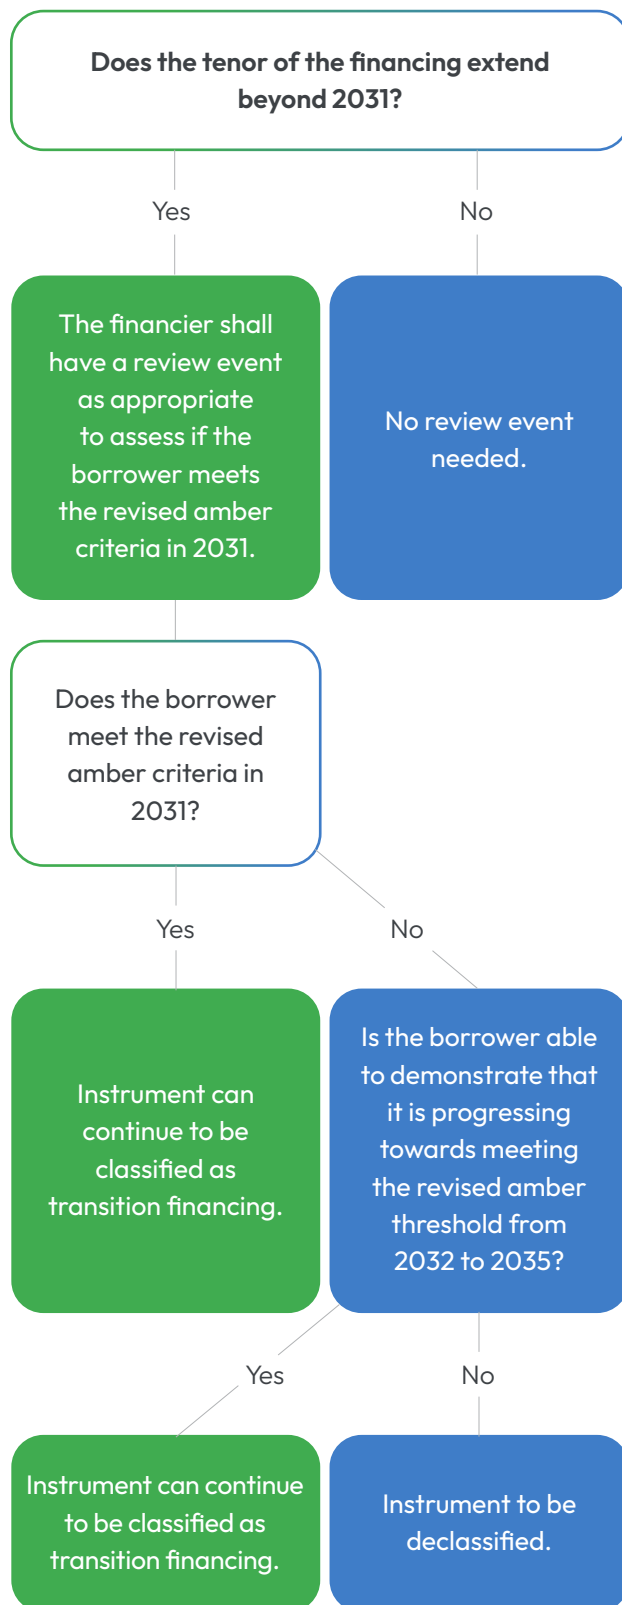 Does the tenor of the financing extend
beyond 2031?
Yes
No
The financier shall
have a review event
as appropriate
to assess if the
borrower meets
the revised amber
criteria in 2031.
No review event
needed.
Does the borrower
meet the revised
amber criteria in
2031?
Yes
No
Instrument can
continue to be
classified as
transition financing.
Is the borrower able
to demonstrate that
it is progressing
towards meeting
the revised amber
threshold from
2032 to 2035?
Yes
No
Instrument can continue
to be classified as
transition financing.
Instrument to be
declassified.